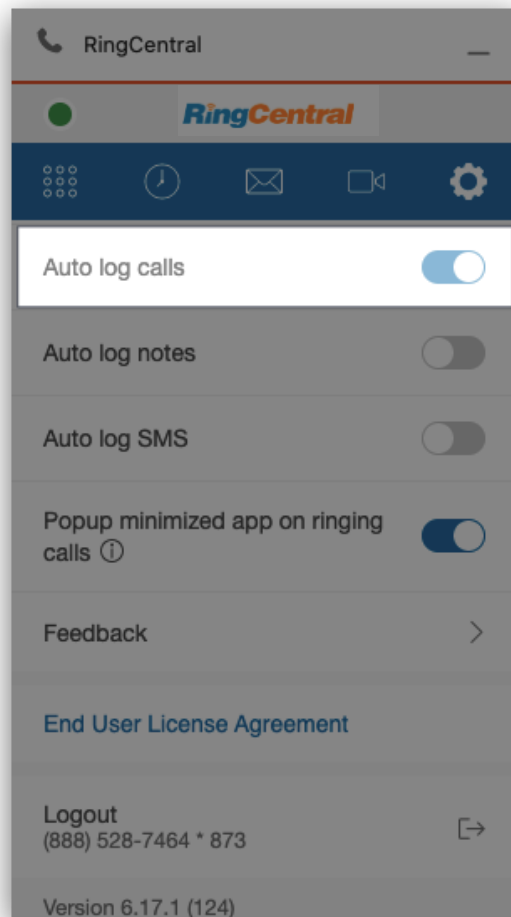 RingCentral
RingCentral
Auto log calls
Auto log notes
Auto log SMS
Popup minimized app on ringing
calls ⓘ
Feedback
End User License Agreement
Logout
(888) 528-7464 * 873
Version 6.17.1 (124)